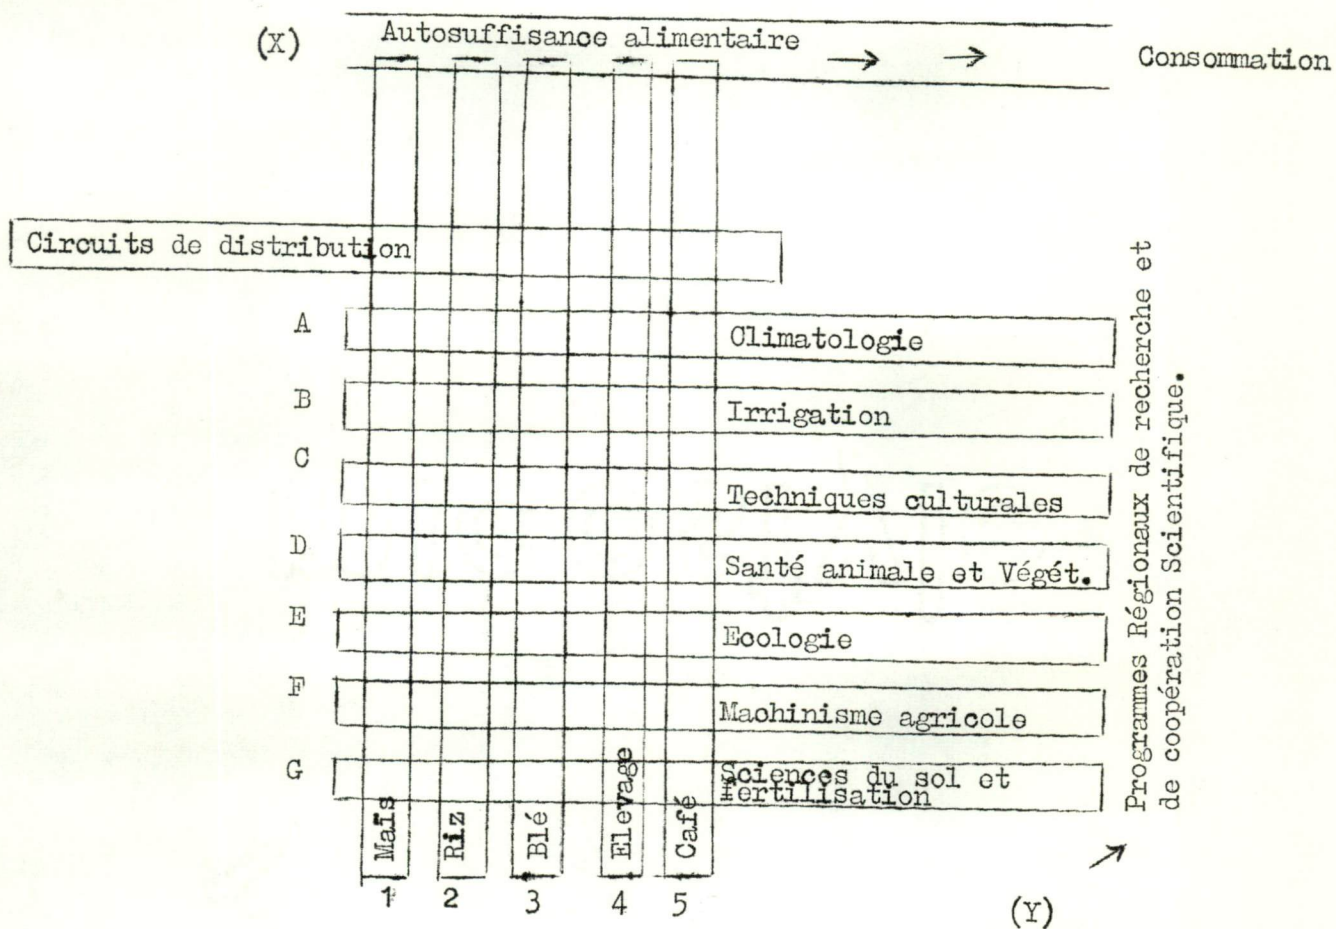 (X)
Autosuffisance alimentaire
Consommation
Circuits de distribution
A
Climatologie
B
Irrigation
C
Techniques culturales
D
Santé animale et Végét.
E
Ecologie
F
Machinisme agricole
G
Sciences du sol et
fertilisation
Maïs
Riz
Blé
Elevage
Café
1
2
3
4
5
(Y)
Programmes Régionaux de recherche et
de coopération Scientifique.